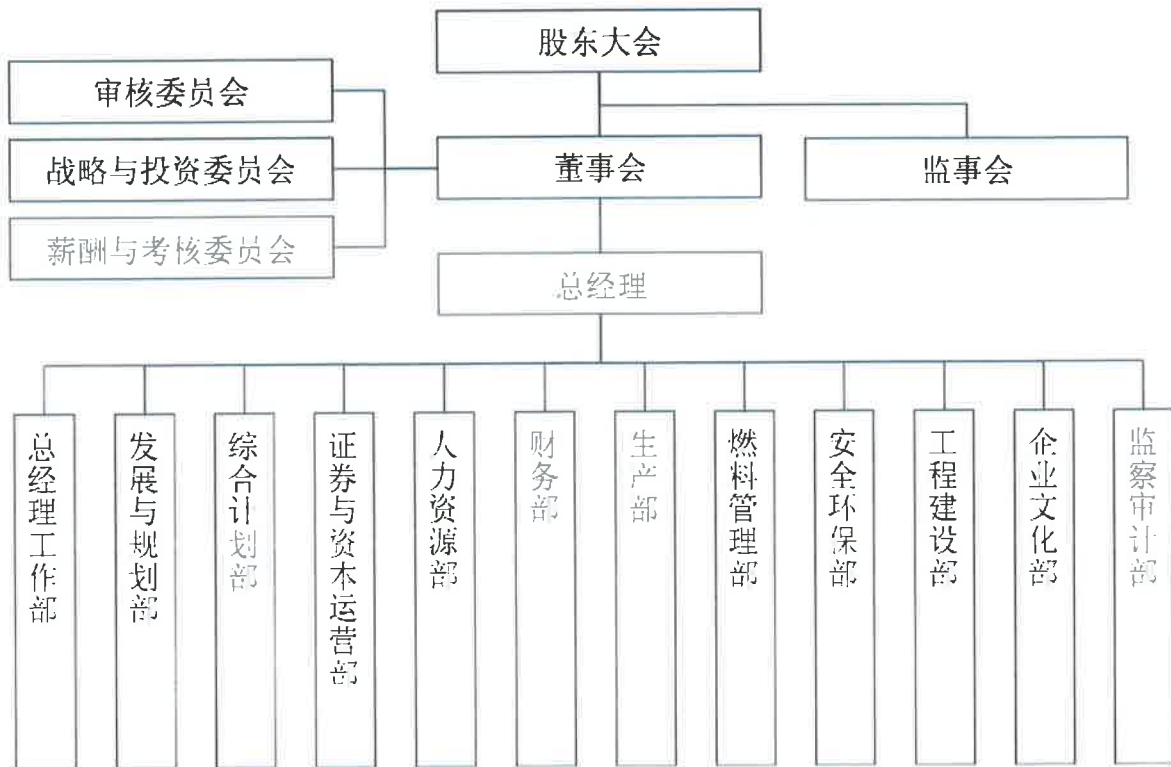 股东大会
审核委员会
战略与投资委员会
董事会
监事会
薪酬与考核委员会
总经理
总经理工作部
发展与规划部
综合计划部
证券与资本运营部
人力资源部
财务部
生产部
燃料管理部
安全环保部
工程建设部
企业文化部
监察审计部